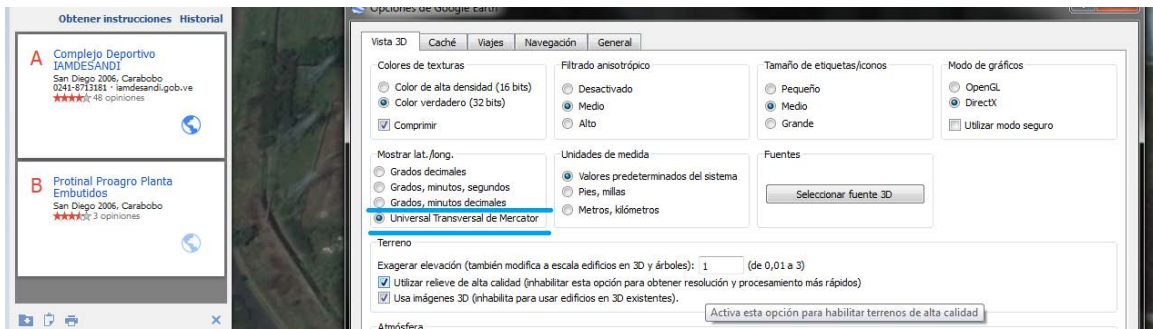 Obtener instrucciones Historial
A Complejo Deportivo
IAMDESANDI
San Diego 2006, Carabobo
0241-8713181 · iamdesandi.gob.ve
48 opiniones
B Protinal Proagro Planta
Embutidos
San Diego 2006, Carabobo
3 opiniones
Opciones de Google Earth
Vista 3D Caché Viajes Navegación General
Colores de texturas
Color de alta densidad (16 bits)
Color verdadero (32 bits)
Comprimir
Filtrado anisotrópico
Desactivado
Medio
Alto
Tamaño de etiquetas/iconos
Pequeño
Medio
Grande
Modo de gráficos
OpenGL
DirectX
Utilizar modo seguro
Mostrar lat./long.
Grados decimales
Grados, minutos, segundos
Grados, minutos decimales
Universal Transversal de Mercator
Unidades de medida
Valores predeterminados del sistema
Pies, millas
Metros, kilómetros
Fuentes
Seleccionar fuente 3D
Terreno
Exagerar elevación (también modifica a escala edificios en 3D y árboles): 1 (de 0,01 a 3)
Utilizar relieve de alta calidad (inhabilitar esta opción para obtener resolución y procesamiento más rápidos)
Usa imágenes 3D (inhabilita para usar edificios en 3D existentes).
Activa esta opción para habilitar terrenos de alta calidad
Atmósfera